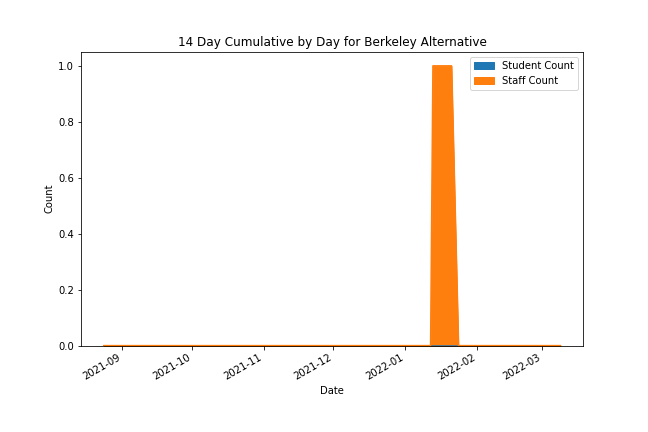 14 Day Cumulative by Day for Berkeley Alternative
Student Count
Staff Count
1.0
0.8
0.6
0.4
0.2
0.0
Count
2021-09
2021-10
2021-11
2021-12
2022-01
2022-02
2022-03
Date